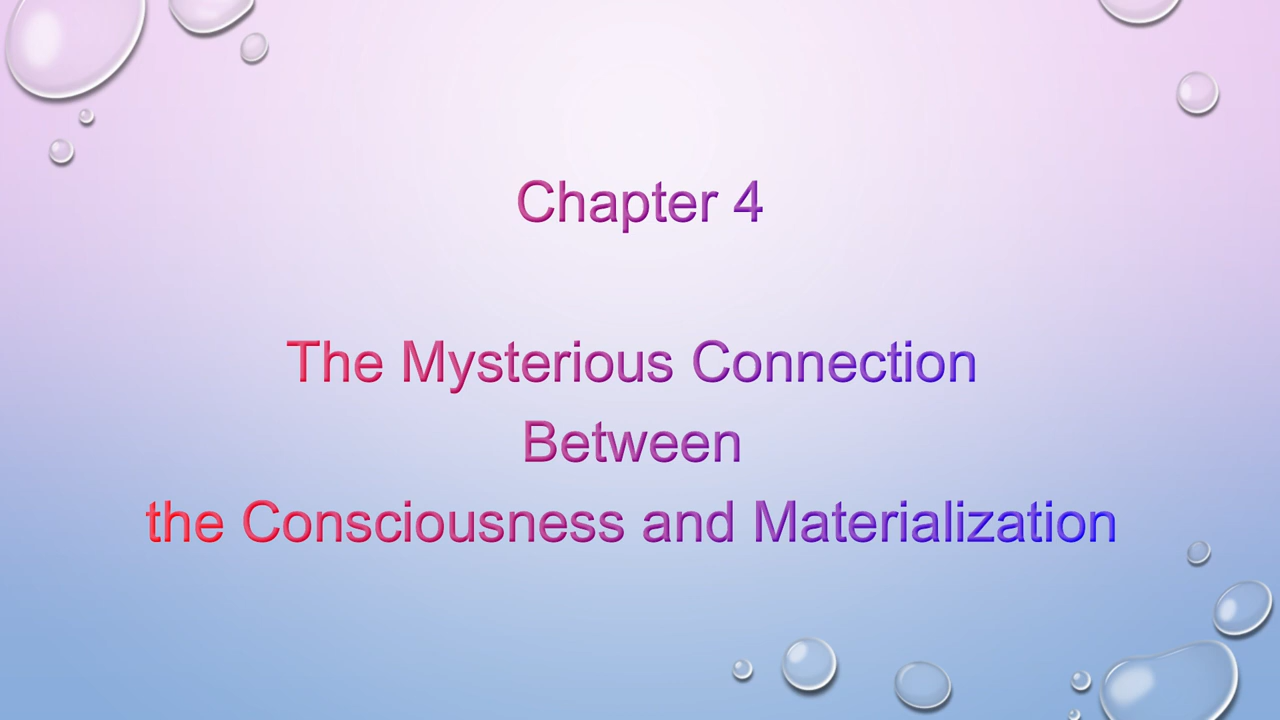 Chapter 4
The Mysterious Connection
Between
the Consciousness and Materialization